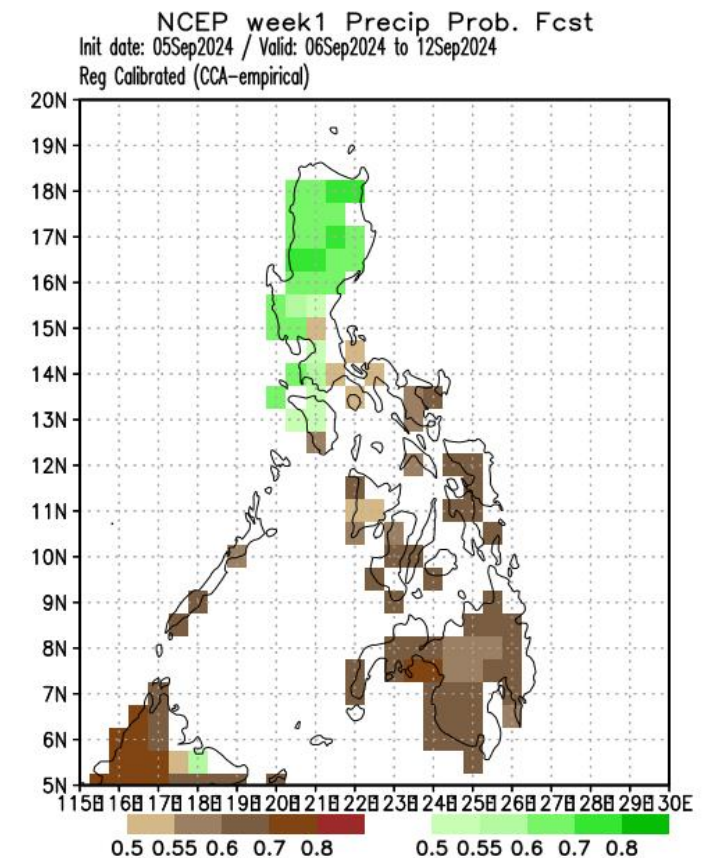 NCEP week1 Precip Prob. Fcst
Init date: 05Sep2024 / Valid: 06Sep2024 to 12Sep2024
Reg Calibrated (CCA-empirical)
20N
19N
18N
17N
16N
15N
14N
13N
12N
11N
10N
9N
8N
7N
6N
5N
115E 116E 117E 118E 119E 120E 121E 122E 123E 124E 125E 126E 127E 128E 129E 130E
0.5 0.55 0.6 0.7 0.8 0.5 0.55 0.6 0.7 0.8